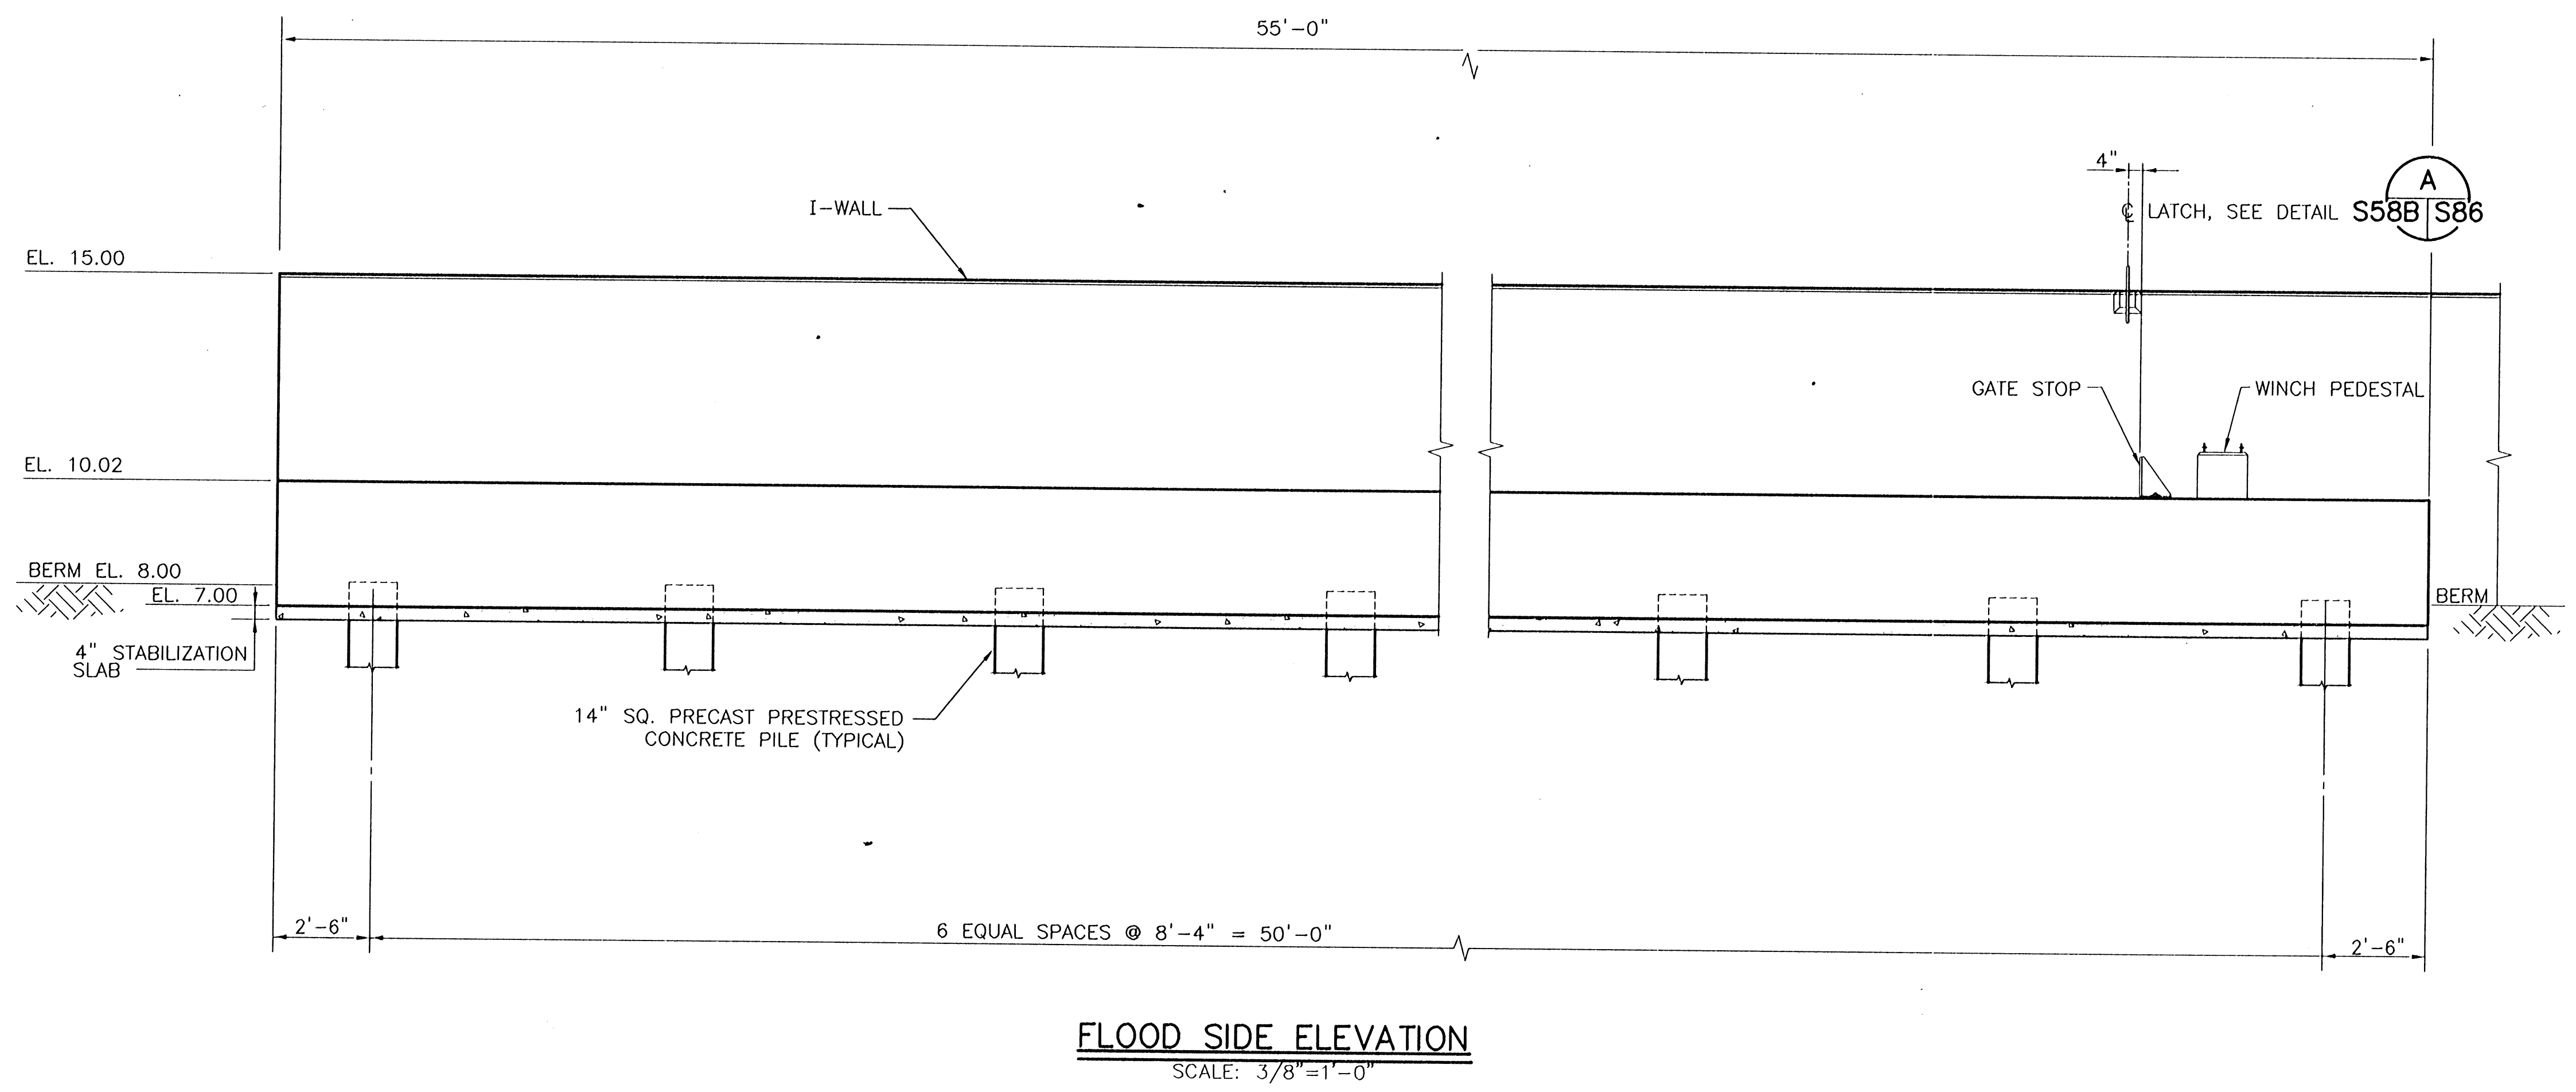 55'-0"
4"
A
I-WALL
℄ LATCH, SEE DETAIL S58B S86
EL. 15.00
GATE STOP
WINCH PEDESTAL
EL. 10.02
BERM EL. 8.00
EL. 7.00
BERM
4" STABILIZATION
SLAB
14" SQ. PRECAST PRESTRESSED
CONCRETE PILE (TYPICAL)
2'-6"
6 EQUAL SPACES @ 8'-4" = 50'-0"
2'-6"
FLOOD SIDE ELEVATION
SCALE: 3/8"=1'-0"